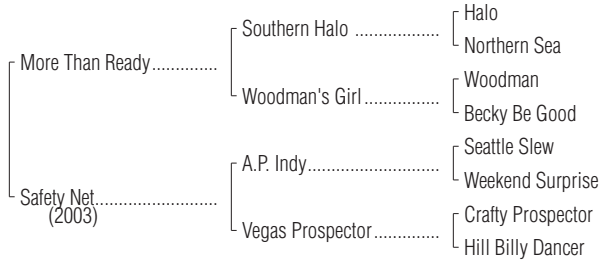 Halo
Southern Halo ..................
Northern Sea
More Than Ready..............
Woodman
Woodman's Girl................
Becky Be Good
Seattle Slew
A.P. Indy...............................
Weekend Surprise
Safety Net..........................
(2003)
Crafty Prospector
Vegas Prospector..............
Hill Billy Dancer